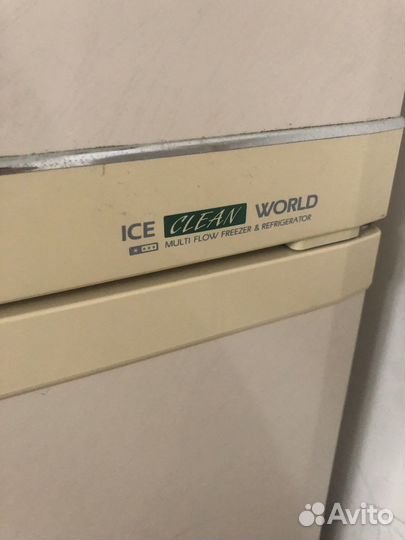 ICE CLEAN WORLD
MULTI FLOW FREEZER & REFRIGERATOR
Avito